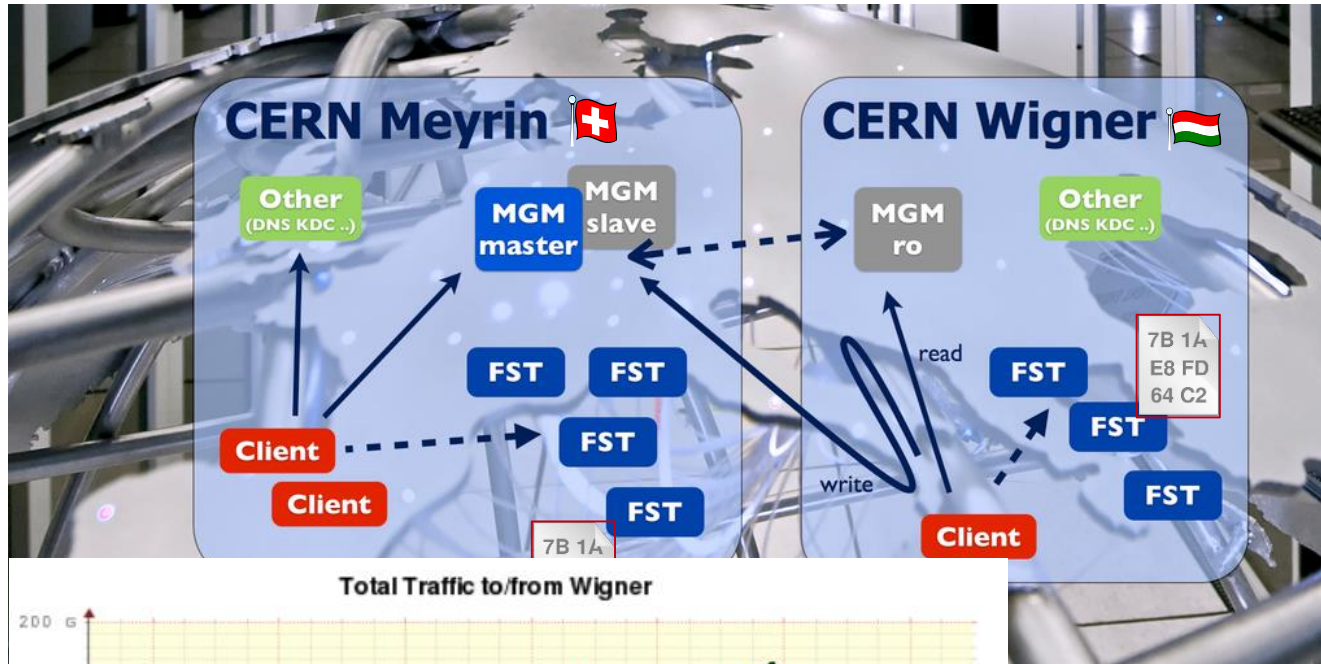 CERN Meyrin
Other
(DNS KDC ..)
MGM
master
MGM
slave
FST
FST
FST
FST
Client
Client
7B 1A
CERN Wigner
MGM
ro
Other
(DNS KDC ..)
read
write
FST
FST
FST
7B 1A
E8 FD
64 C2
Client
Total Traffic to/from Wigner
200 G